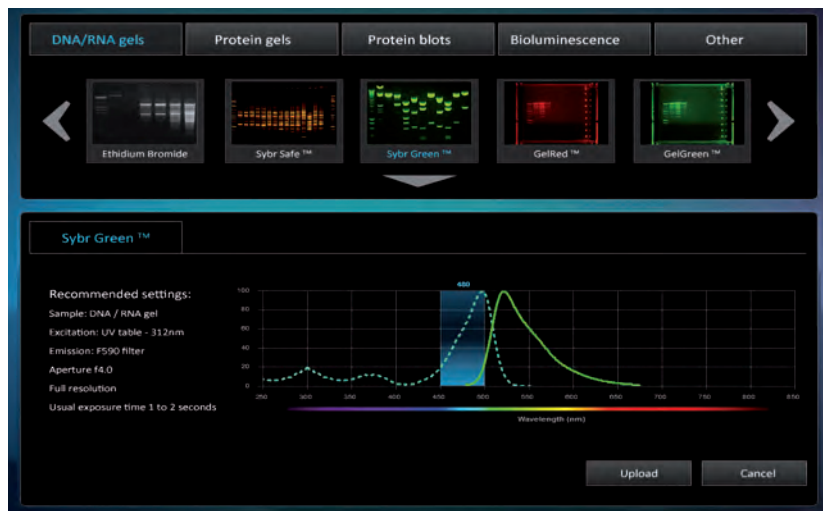 DNA/RNA gels Protein gels Protein blots Bioluminescence Other
Ethidium Bromide Sybr Safe ™ Sybr Green ™ GelRed ™ GelGreen ™
Sybr Green ™
Recommended settings:
Sample: DNA / RNA gel
Excitation: UV table - 312nm
Emission: F590 filter
Aperture f4.0
Full resolution
Usual exposure time 1 to 2 seconds
480
100
80
60
40
20
0
250 300 350 400 450 500 550 600 650 700 750 800 850
Wavelength (nm)
Upload Cancel